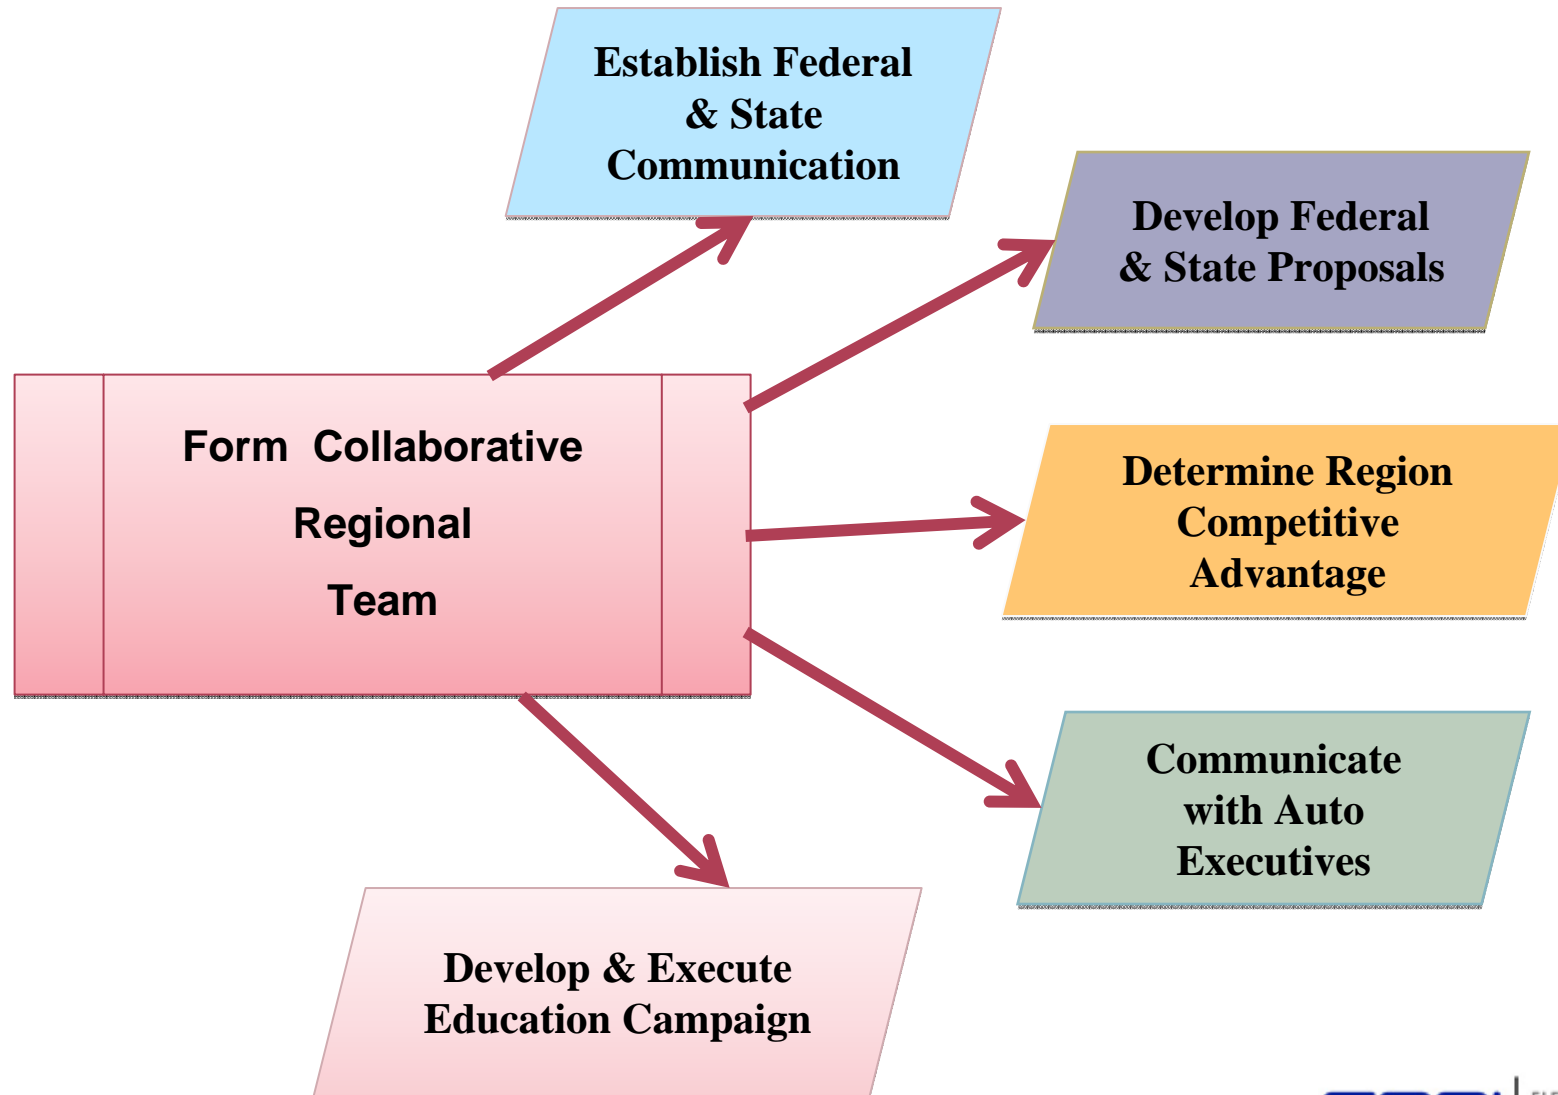 Establish Federal
& State
Communication
Develop Federal
& State Proposals
Form Collaborative
Regional
Team
Determine Region
Competitive
Advantage
Communicate
with Auto
Executives
Develop & Execute
Education Campaign